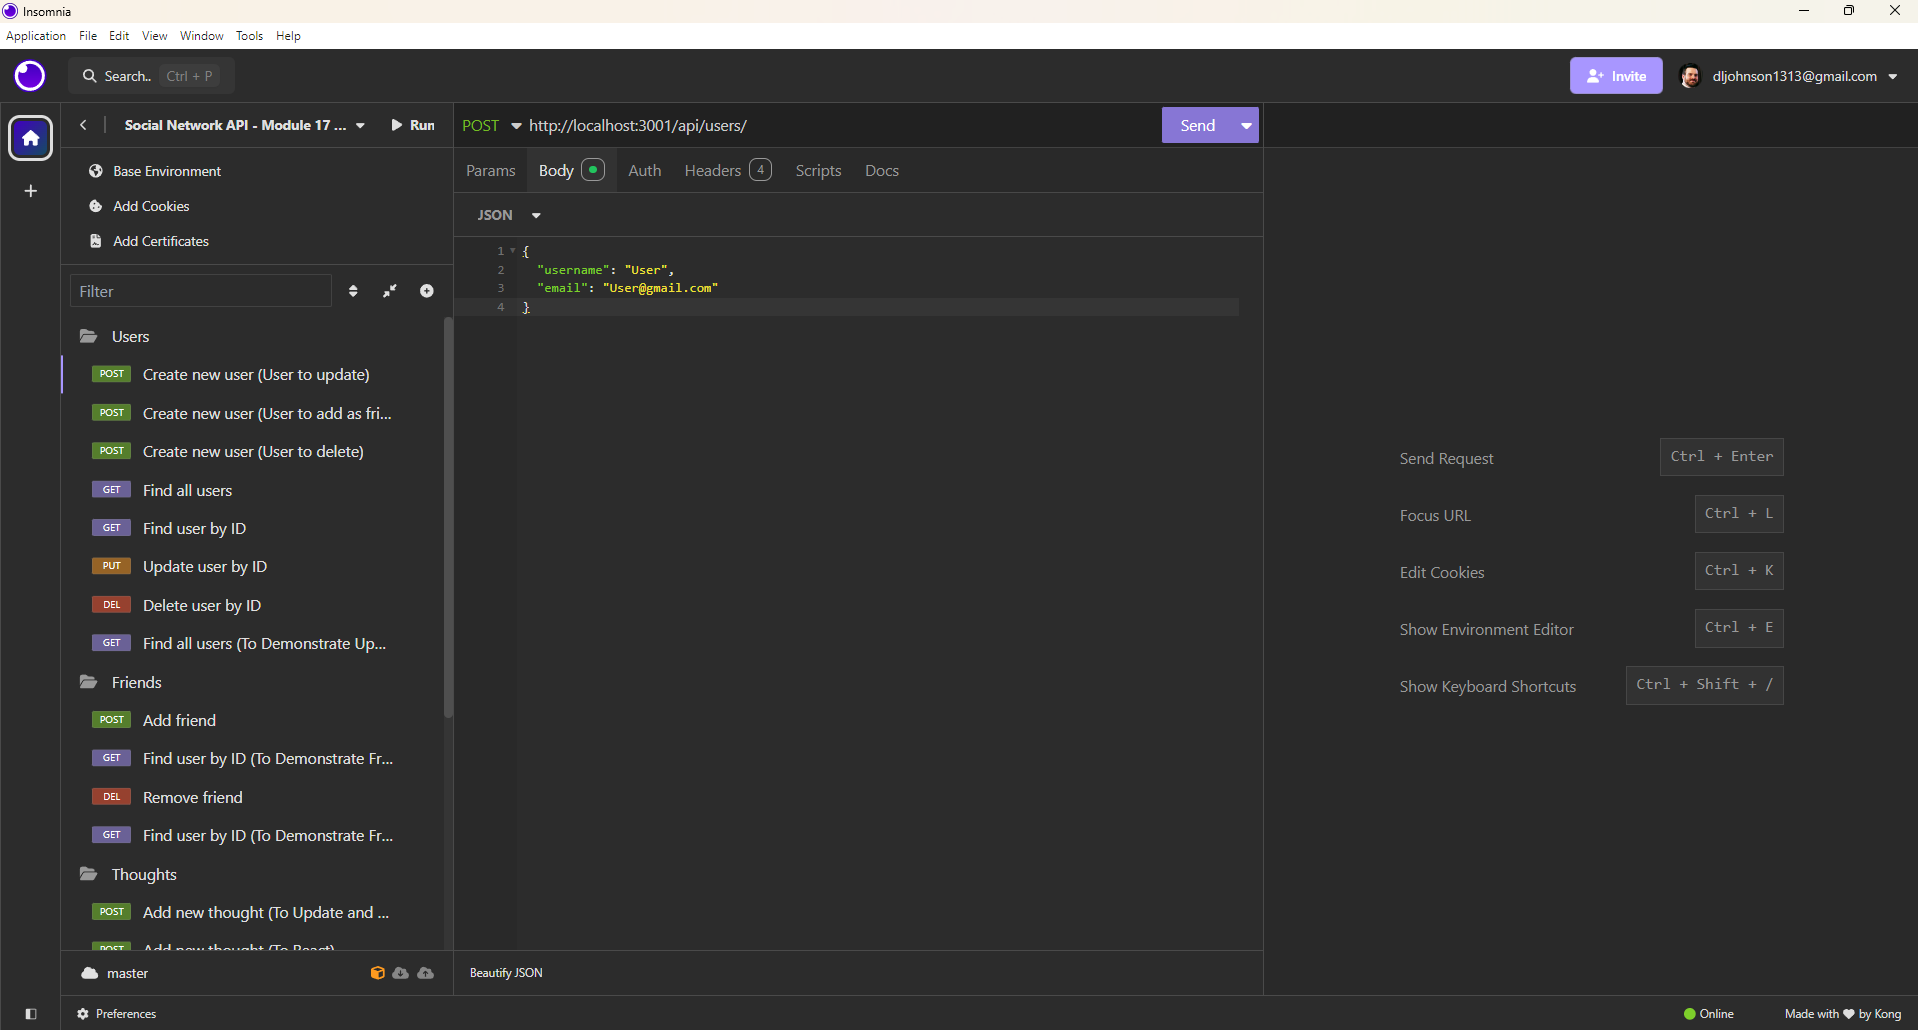 Insomnia
Application File Edit View Window Tools Help
Search.. Ctrl + P
Invite
dljohnson1313@gmail.com
Social Network API - Module 17 ...
Run
POST http://localhost:3001/api/users/
Send
Base Environment
Add Cookies
Add Certificates
Params Body Auth Headers 4 Scripts Docs
JSON
1 {
2 "username": "User",
3 "email": "User@gmail.com"
4 }
Filter
Users
POST Create new user (User to update)
POST Create new user (User to add as fri...
POST Create new user (User to delete)
GET Find all users
GET Find user by ID
PUT Update user by ID
DEL Delete user by ID
GET Find all users (To Demonstrate Up...
Friends
POST Add friend
GET Find user by ID (To Demonstrate Fr...
DEL Remove friend
GET Find user by ID (To Demonstrate Fr...
Thoughts
POST Add new thought (To Update and ...
POST Add new thought (To React)
Send Request Ctrl + Enter
Focus URL Ctrl + L
Edit Cookies Ctrl + K
Show Environment Editor Ctrl + E
Show Keyboard Shortcuts Ctrl + Shift + /
master
Beautify JSON
Preferences
Online
Made with ♥ by Kong